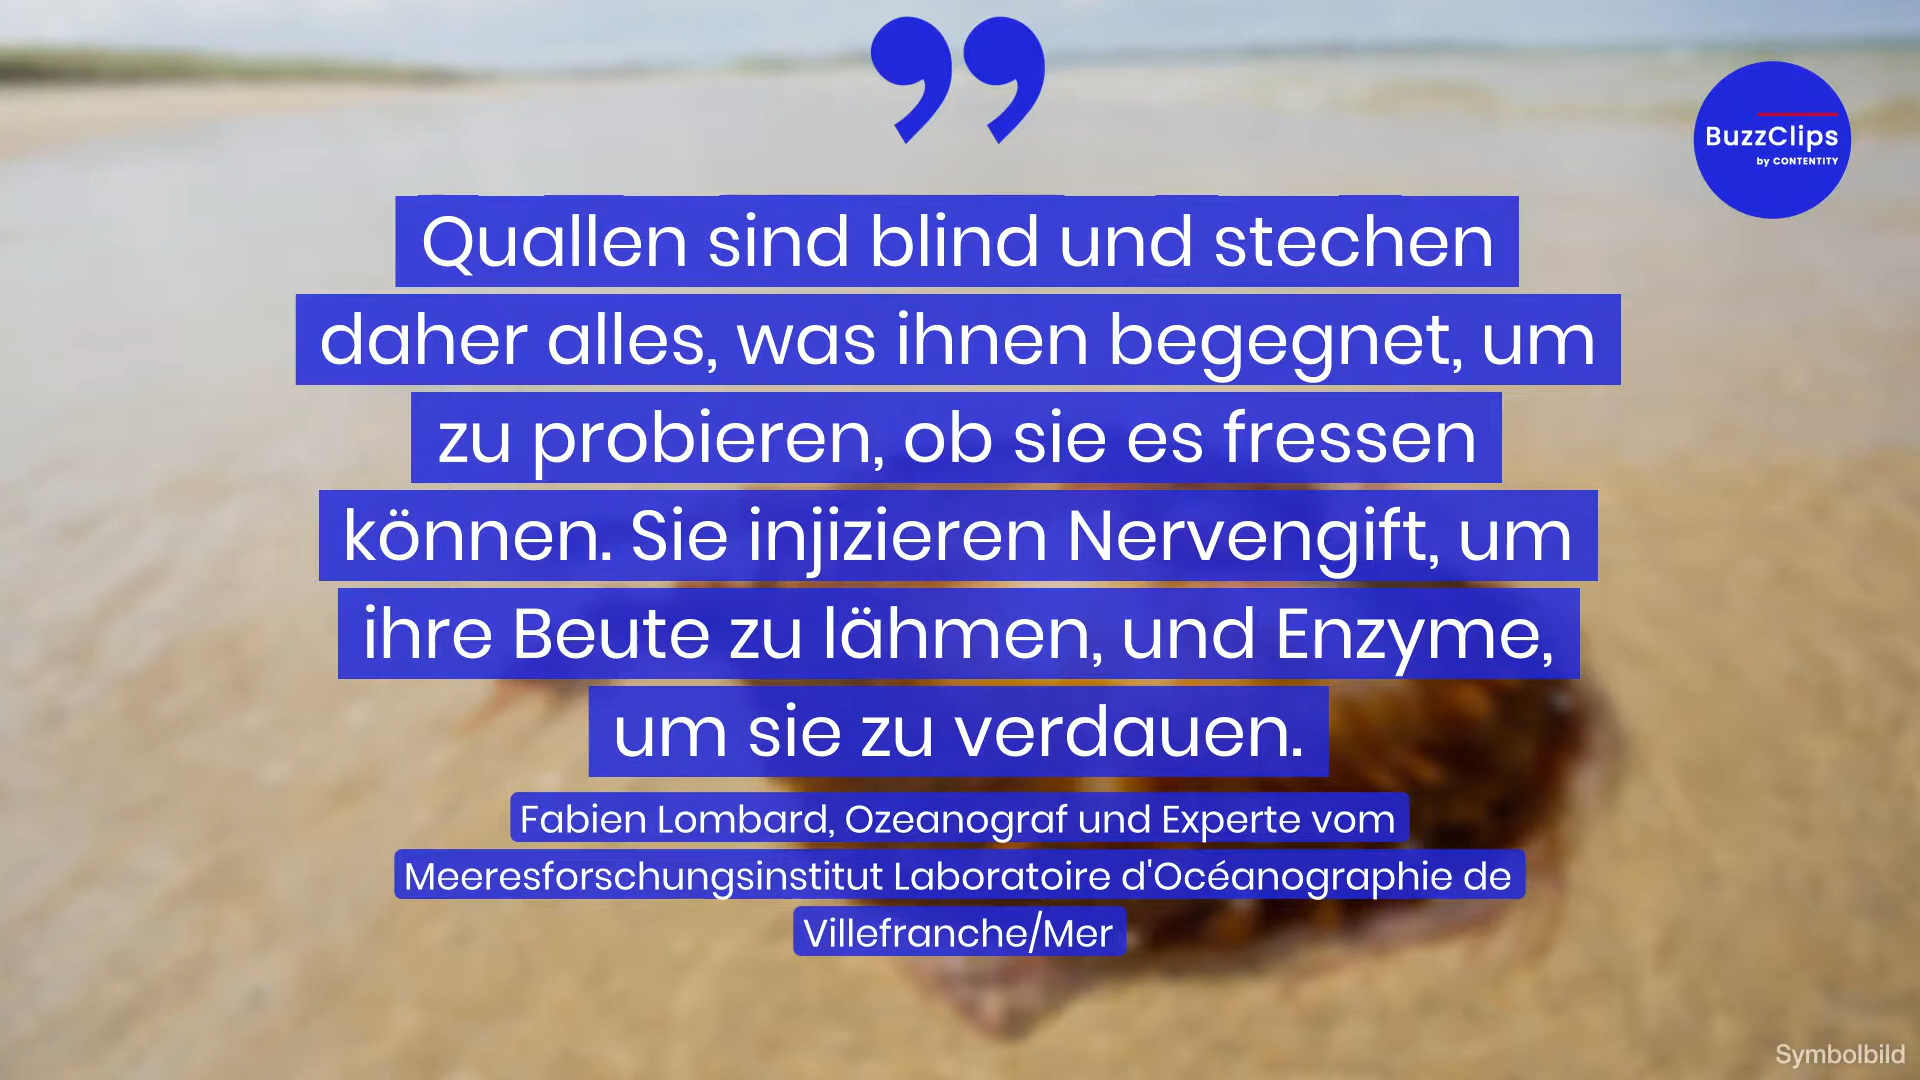 BuzzClips
by CONTENTITY
Quallen sind blind und stechen
daher alles, was ihnen begegnet, um
zu probieren, ob sie es fressen
können. Sie injizieren Nervengift, um
ihre Beute zu lähmen, und Enzyme,
um sie zu verdauen.
Fabien Lombard, Ozeanograf und Experte vom
Meeresforschungsinstitut Laboratoire d'Océanographie de
Villefranche/Mer
Symbolbild